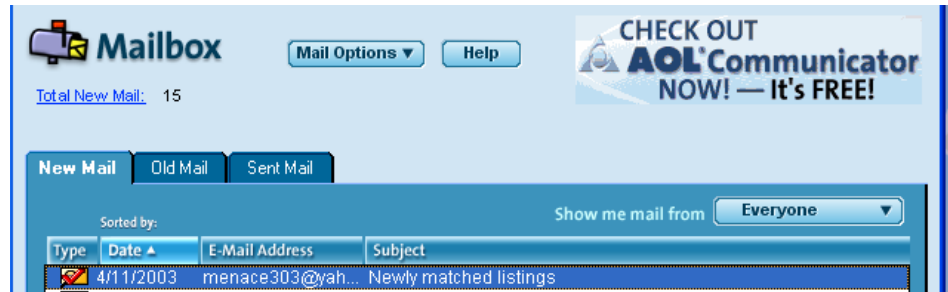 Mailbox
Mail Options ▼
Help
CHECK OUT
AOL Communicator
NOW! — It's FREE!
Total New Mail: 15
New Mail Old Mail Sent Mail
Show me mail from Everyone ▼
Sorted by:
Type Date ▲ E-Mail Address Subject
4/11/2003 menace303@yah... Newly matched listings